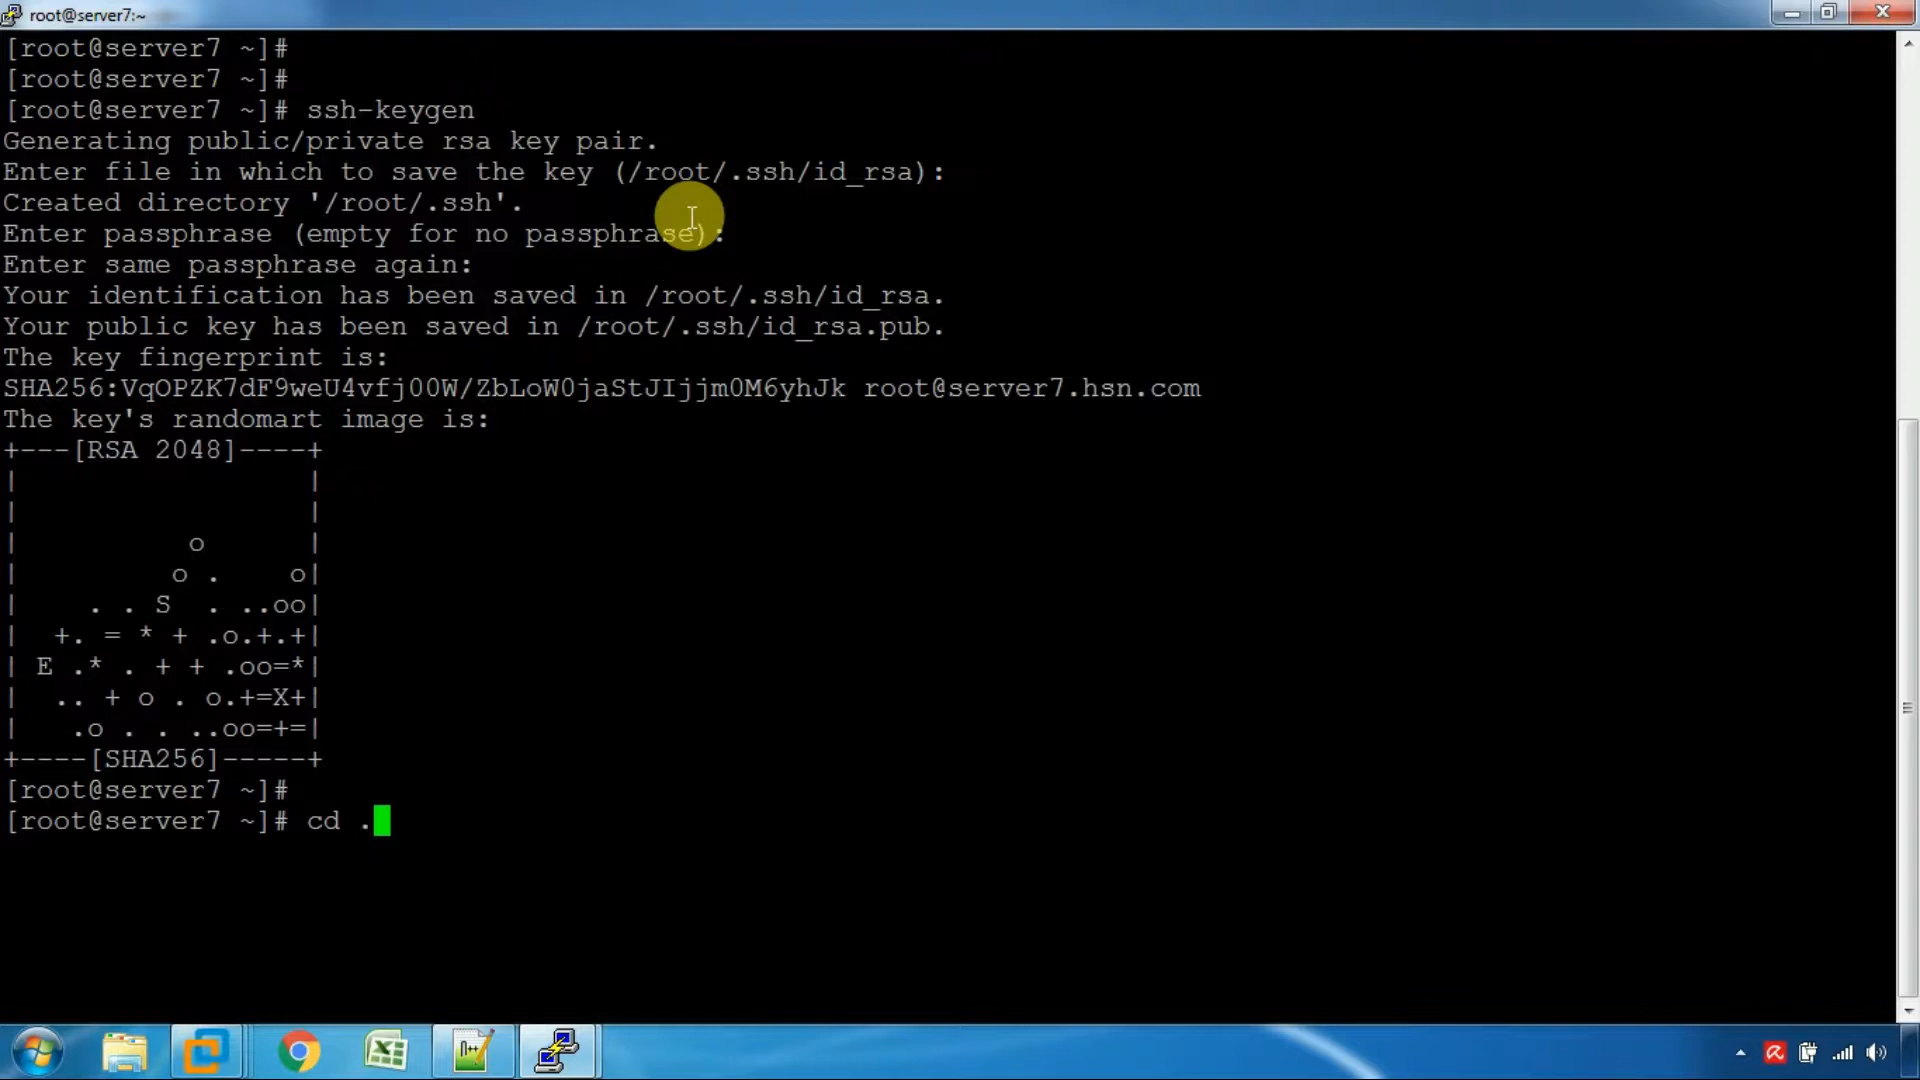 root@server7:~
[root@server7 ~]#
[root@server7 ~]#
[root@server7 ~]# ssh-keygen
Generating public/private rsa key pair.
Enter file in which to save the key (/root/.ssh/id_rsa):
Created directory '/root/.ssh'.
Enter passphrase (empty for no passphrase):
Enter same passphrase again:
Your identification has been saved in /root/.ssh/id_rsa.
Your public key has been saved in /root/.ssh/id_rsa.pub.
The key fingerprint is:
SHA256:VqOPZK7dF9weU4vfj00W/ZbLoW0jaStJIjjm0M6yhJk root@server7.hsn.com
The key's randomart image is:
+---[RSA 2048]----+
|                 |
|                 |
|          o      |
|         o .    o|
|    . . S  . ..oo|
|  +. = * + .o.+.+|
| E .* . + + .oo=*|
|  .. + o . o.+=X+|
|   .o . . ..oo=+=|
+----[SHA256]-----+
[root@server7 ~]#
[root@server7 ~]# cd .